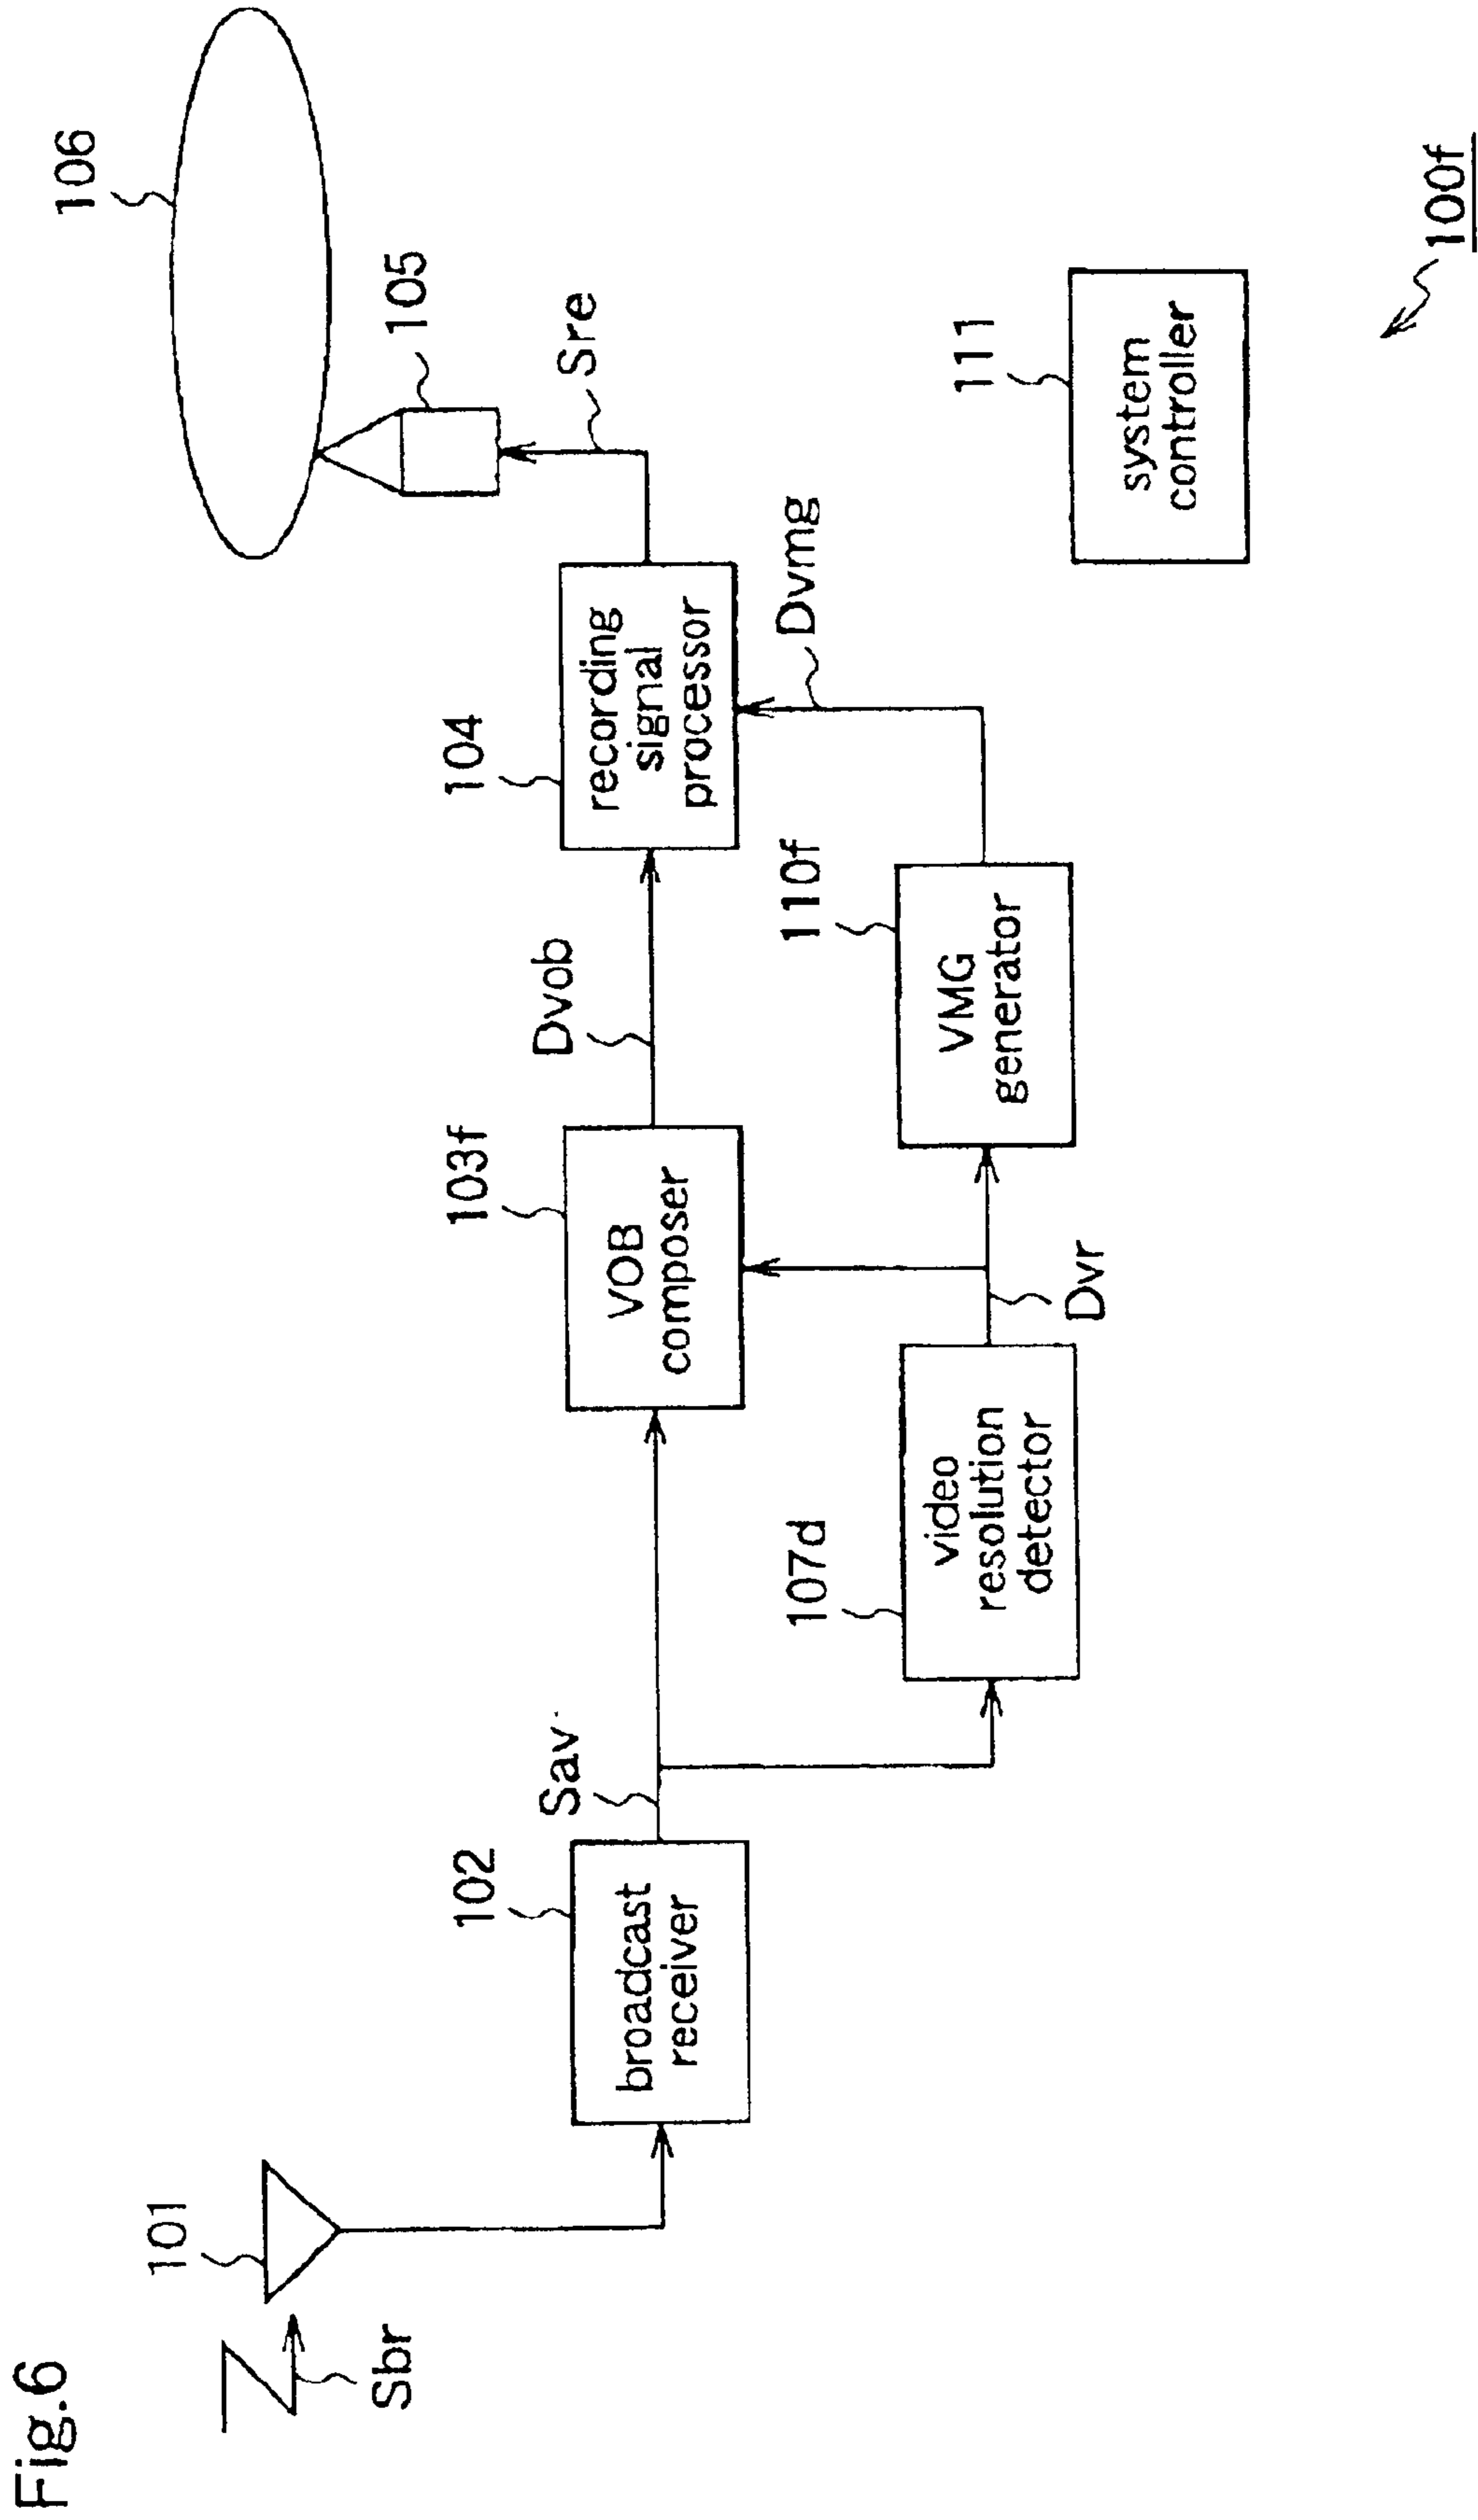 Fig.6
Sbr
101
102
broadcast
receiver
Sav
103f
VOB
composer
Dvob
104
recording
signal
processor
Sre
105
106
107d
video
resolution
detector
Dvr
110f
VMG
generator
Dvmg
111
system
controller
100f